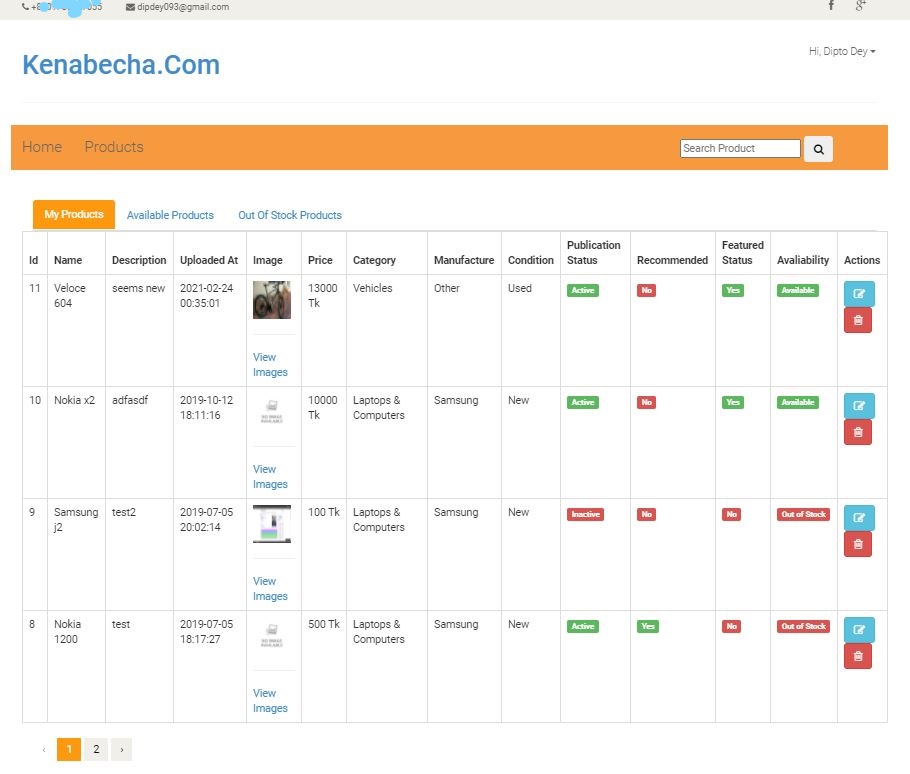 dipdey093@gmail.com
Hi, Dipto Dey
Kenabecha.Com
Home Products
Search Product
My Products Available Products Out Of Stock Products
Id Name Description Uploaded At Image Price Category Manufacture Condition Publication Status Recommended Featured Status Avaliability Actions
11 Veloce 604 seems new 2021-02-24 00:35:01 13000 Tk Vehicles Other Used Active No Yes Available
View Images
10 Nokia x2 adfasdf 2019-10-12 18:11:16 NO IMAGE AVAILABLE 10000 Tk Laptops & Computers Samsung New Active No Yes Available
View Images
9 Samsung j2 test2 2019-07-05 20:02:14 100 Tk Laptops & Computers Samsung New Inactive No No Out of Stock
View Images
8 Nokia 1200 test 2019-07-05 18:17:27 NO IMAGE AVAILABLE 500 Tk Laptops & Computers Samsung New Active Yes No Out of Stock
View Images
‹ 1 2 ›